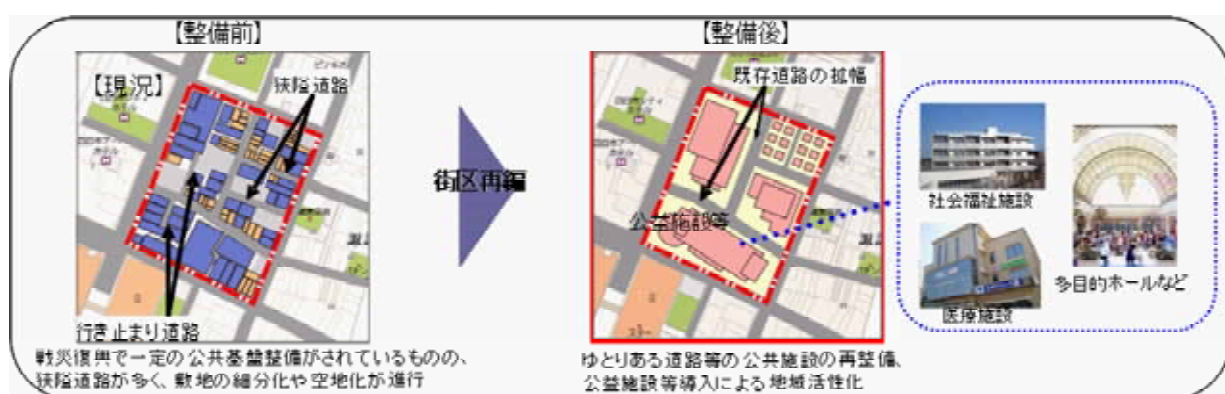 【整備前】
【現況】
狭隘道路
行き止まり道路
戦災復興で一定の公共基盤整備がされているものの、
狭隘道路が多く、敷地の細分化や空地化が進行
街区再編
【整備後】
既存道路の拡幅
公益施設等
ゆとりある道路等の公共施設の再整備、
公益施設等導入による地域活性化
社会福祉施設
医療施設
多目的ホールなど